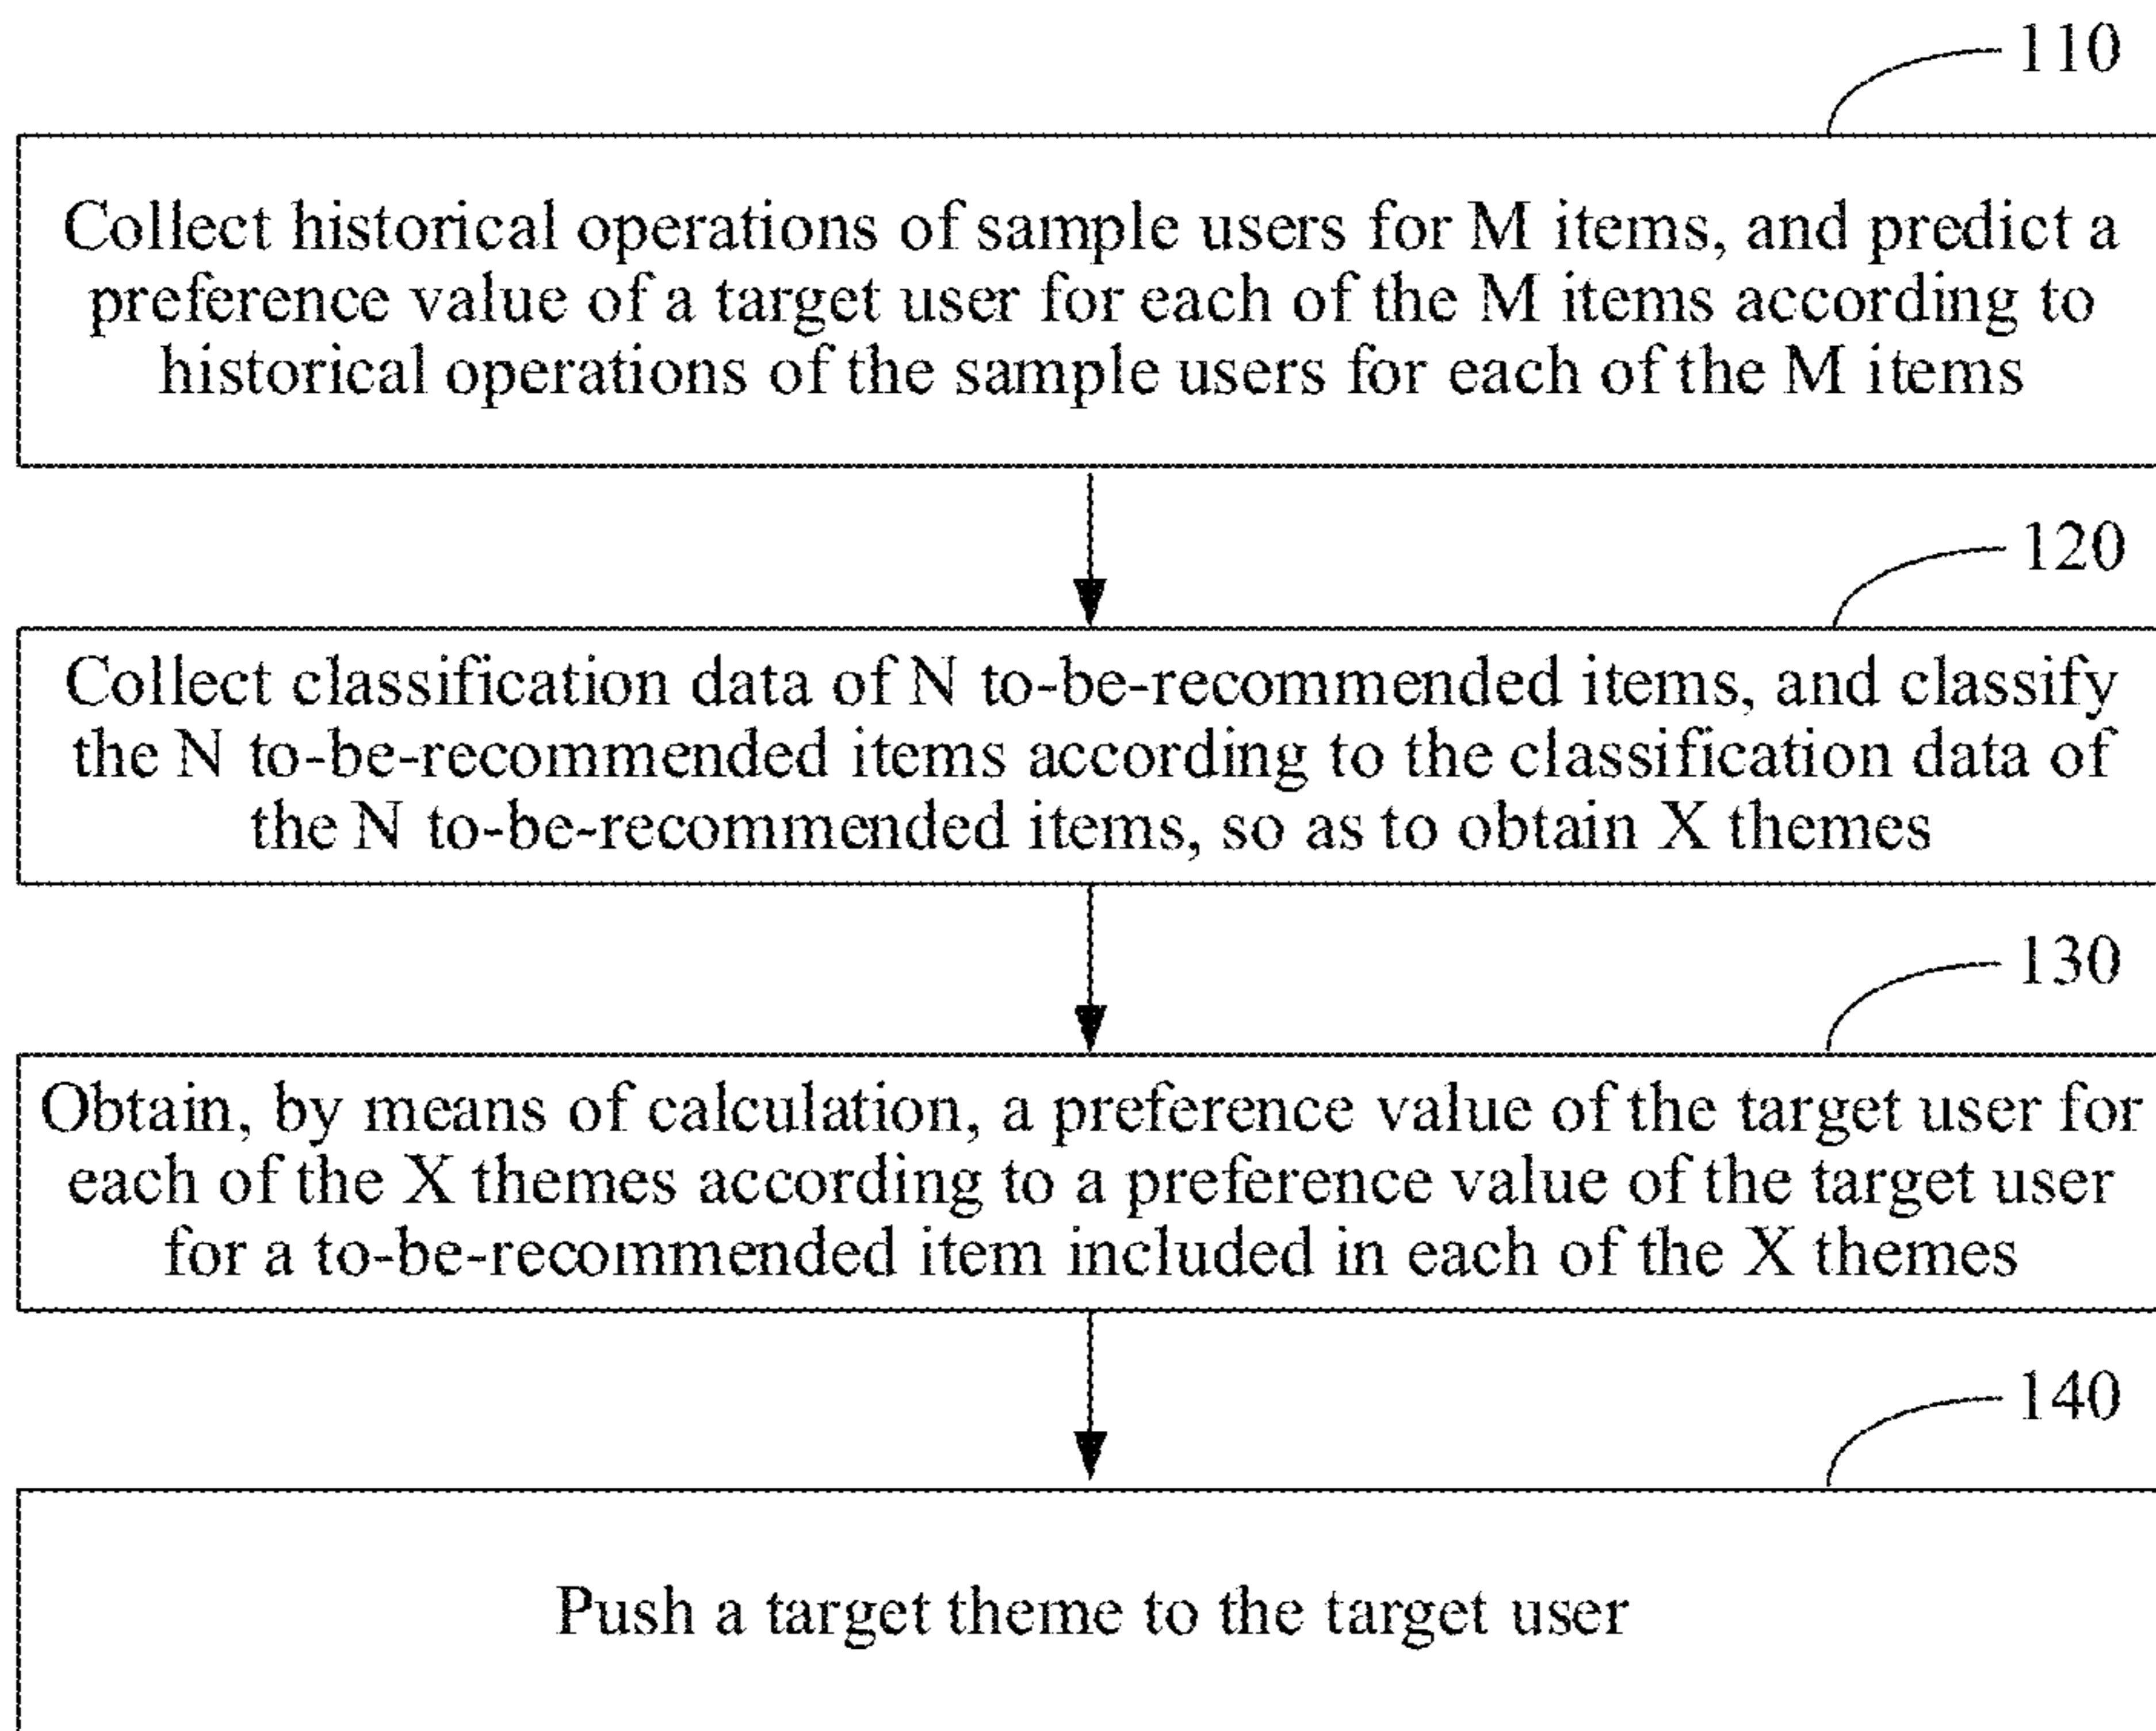 110
Collect historical operations of sample users for M items, and predict a
preference value of a target user for each of the M items according to
historical operations of the sample users for each of the M items
120
Collect classification data of N to-be-recommended items, and classify
the N to-be-recommended items according to the classification data of
the N to-be-recommended items, so as to obtain X themes
130
Obtain, by means of calculation, a preference value of the target user for
each of the X themes according to a preference value of the target user
for a to-be-recommended item included in each of the X themes
140
Push a target theme to the target user